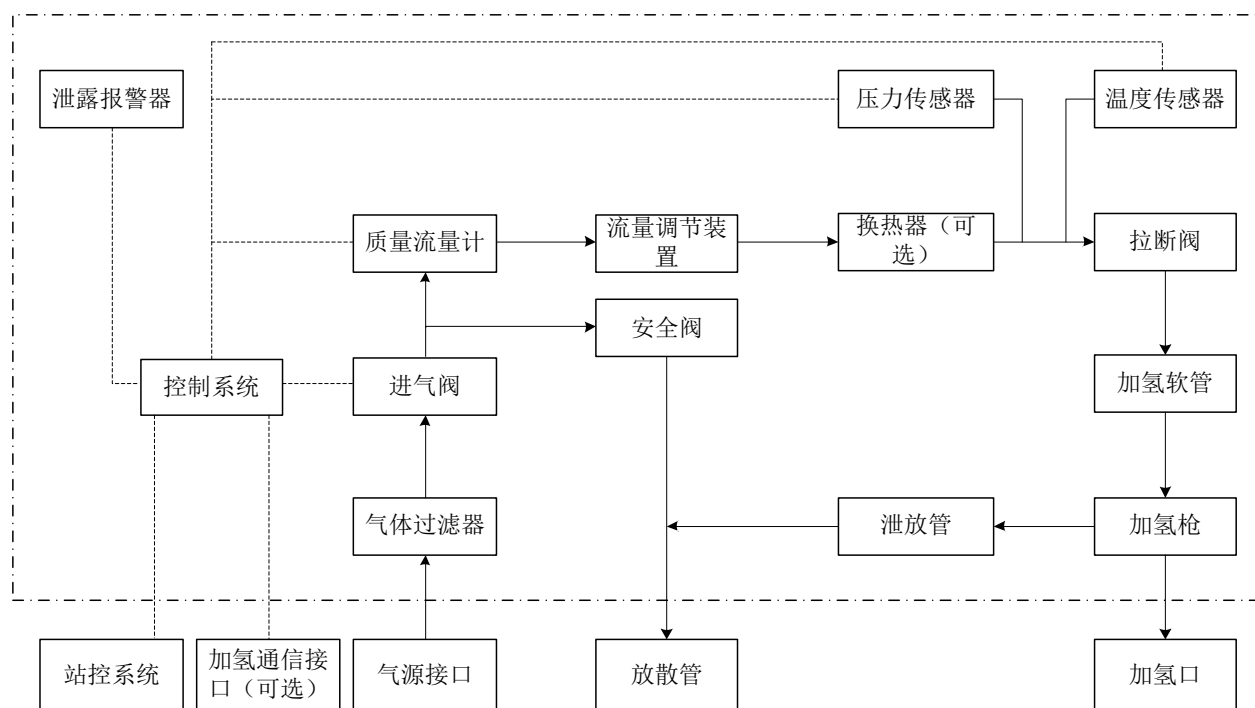 泄露报警器
压力传感器
温度传感器
质量流量计
流量调节装
置
换热器（可
选）
拉断阀
安全阀
控制系统
进气阀
加氢软管
气体过滤器
泄放管
加氢枪
站控系统
加氢通信接
口（可选）
气源接口
放散管
加氢口